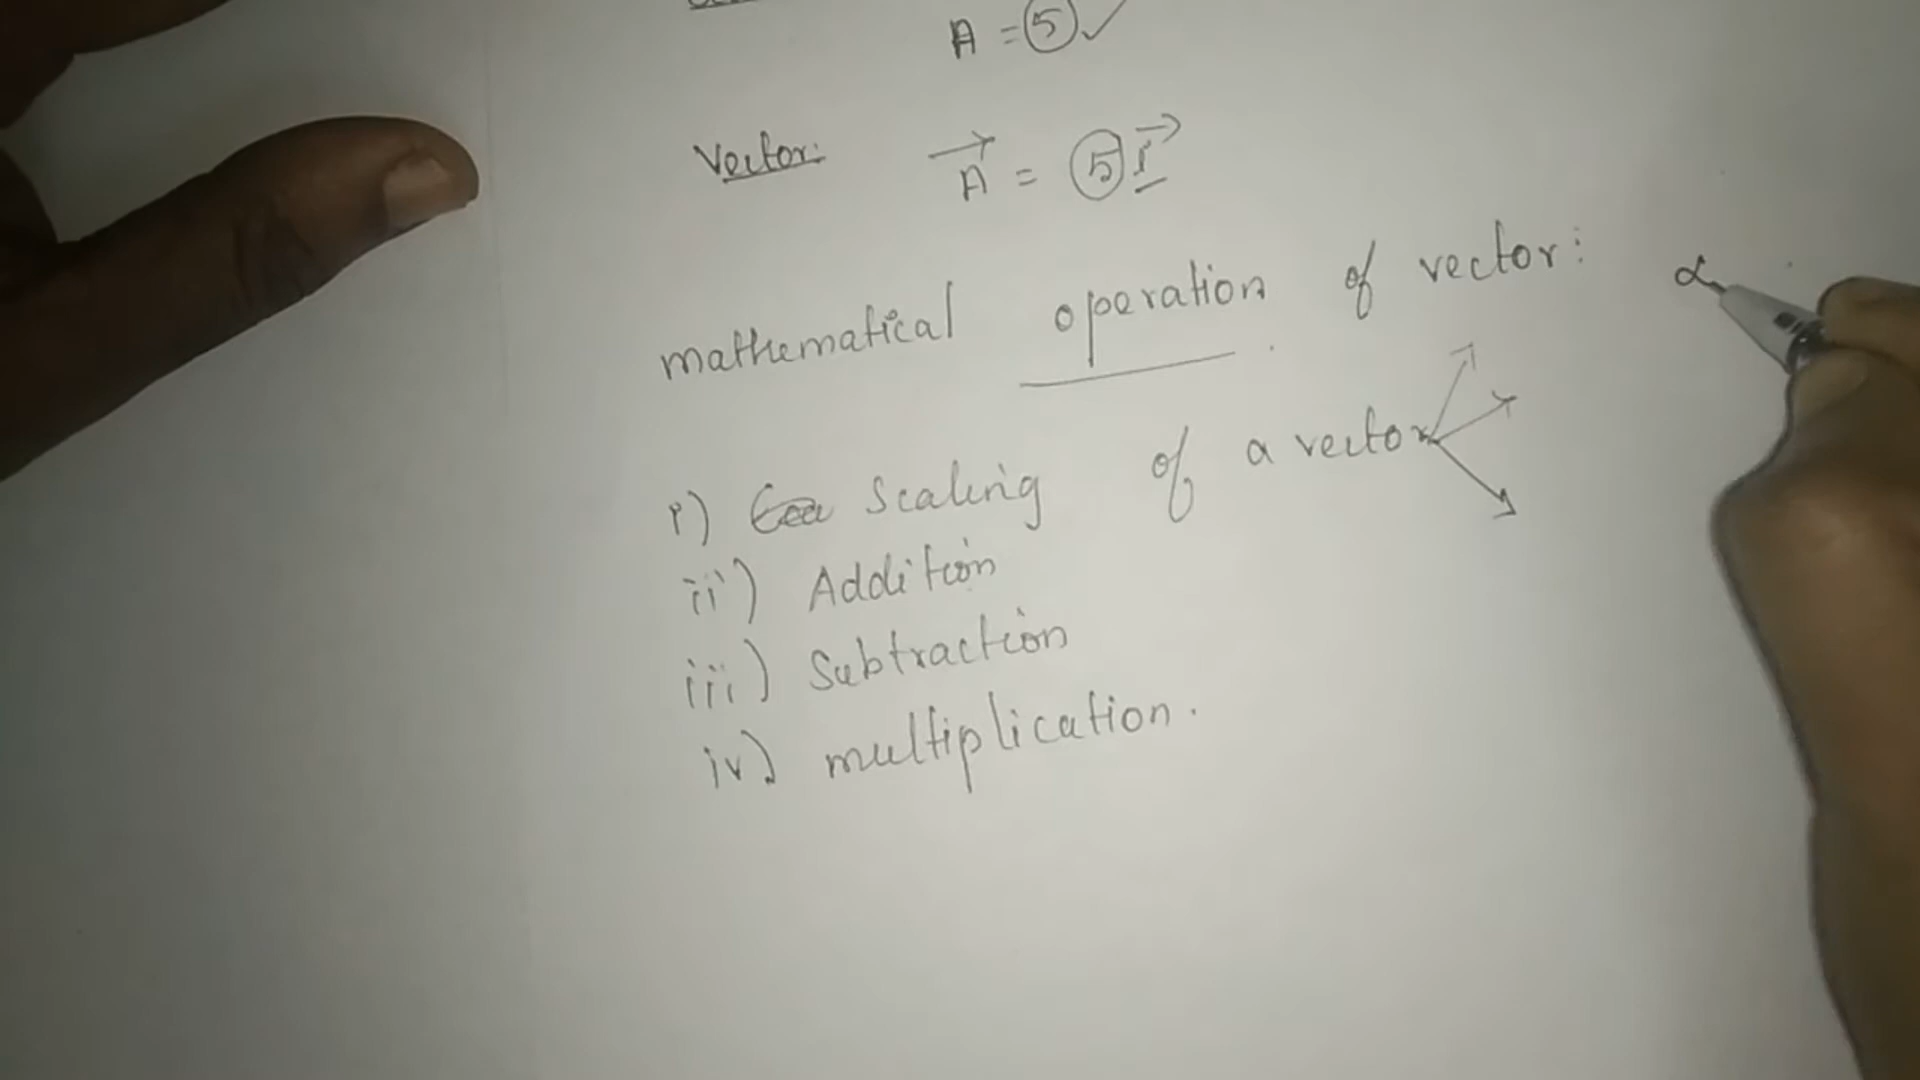 A = 5 ✓
Vector: A⃗ = 5 I⃗
mathematical operation of vector: α
i) Scaling of a vector
ii) Addition
iii) Subtraction
iv) multiplication.